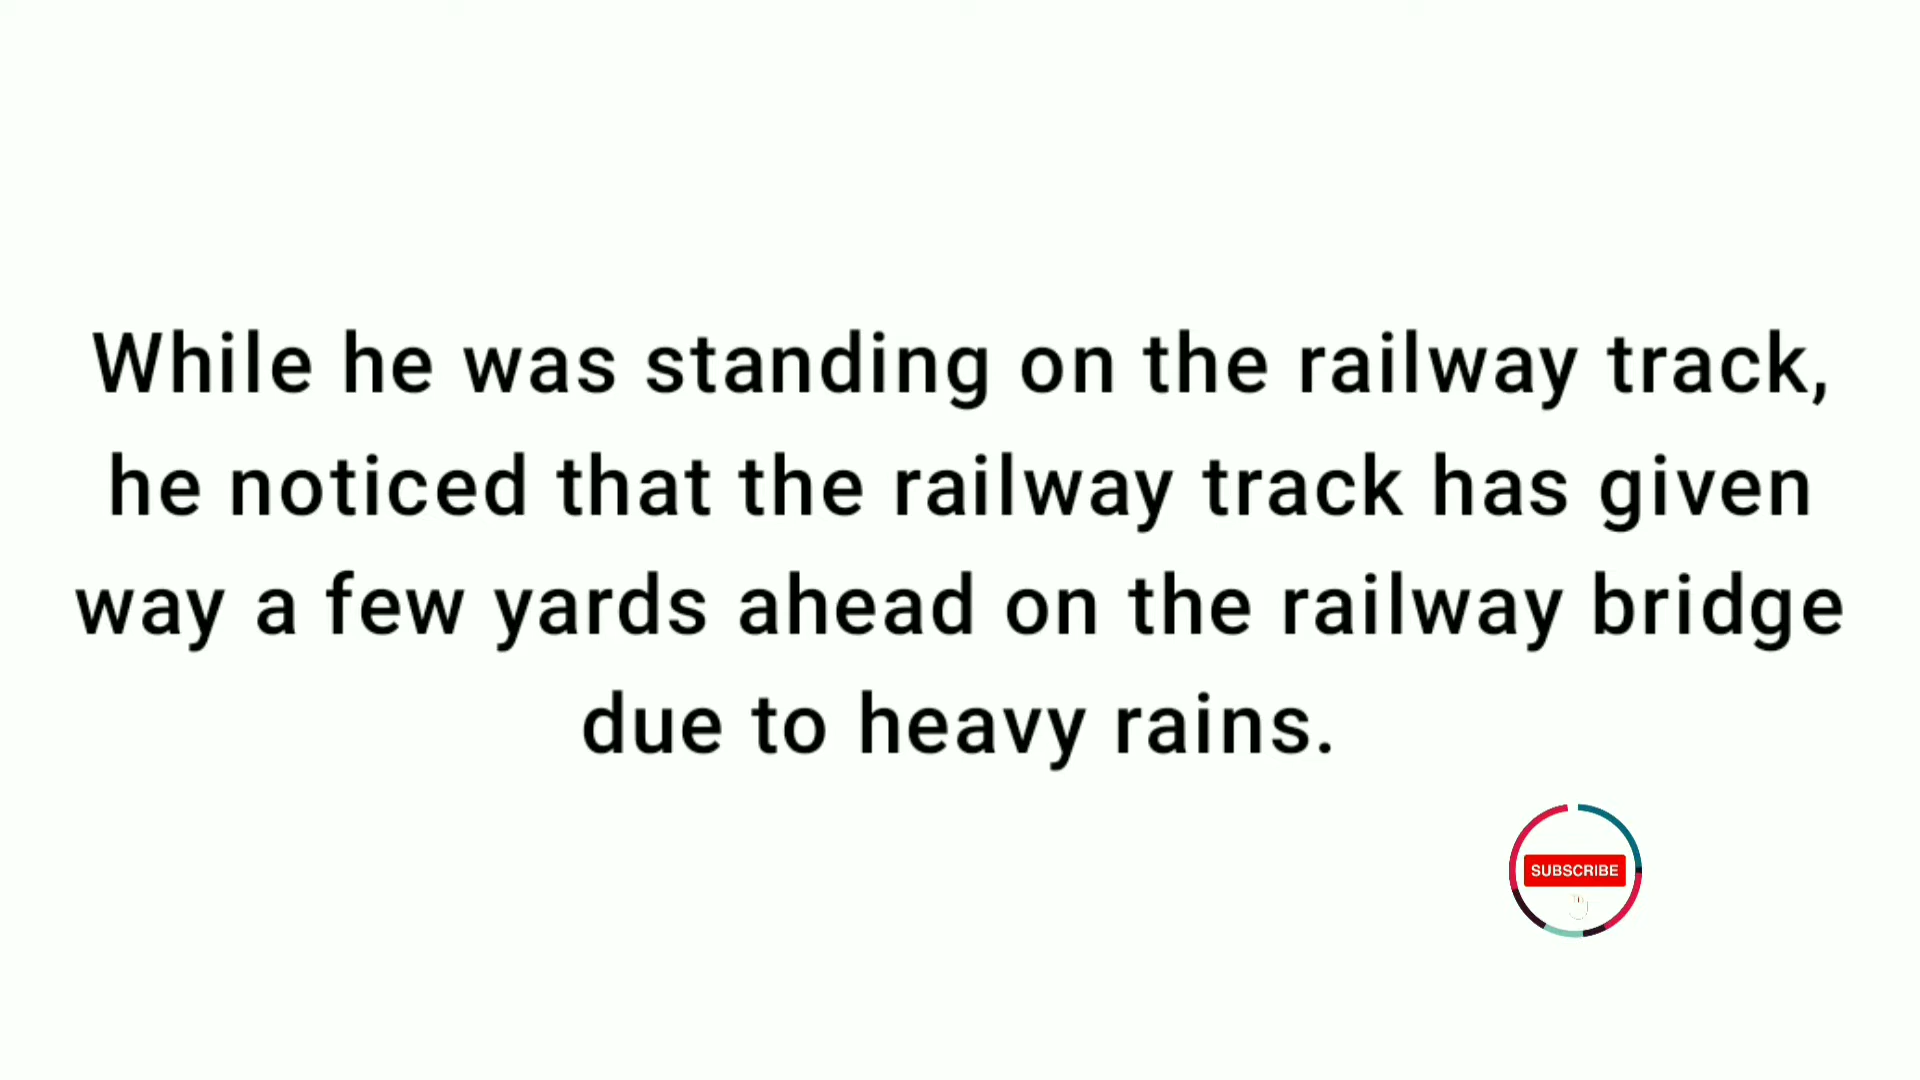 While he was standing on the railway track,
he noticed that the railway track has given
way a few yards ahead on the railway bridge
due to heavy rains.
SUBSCRIBE